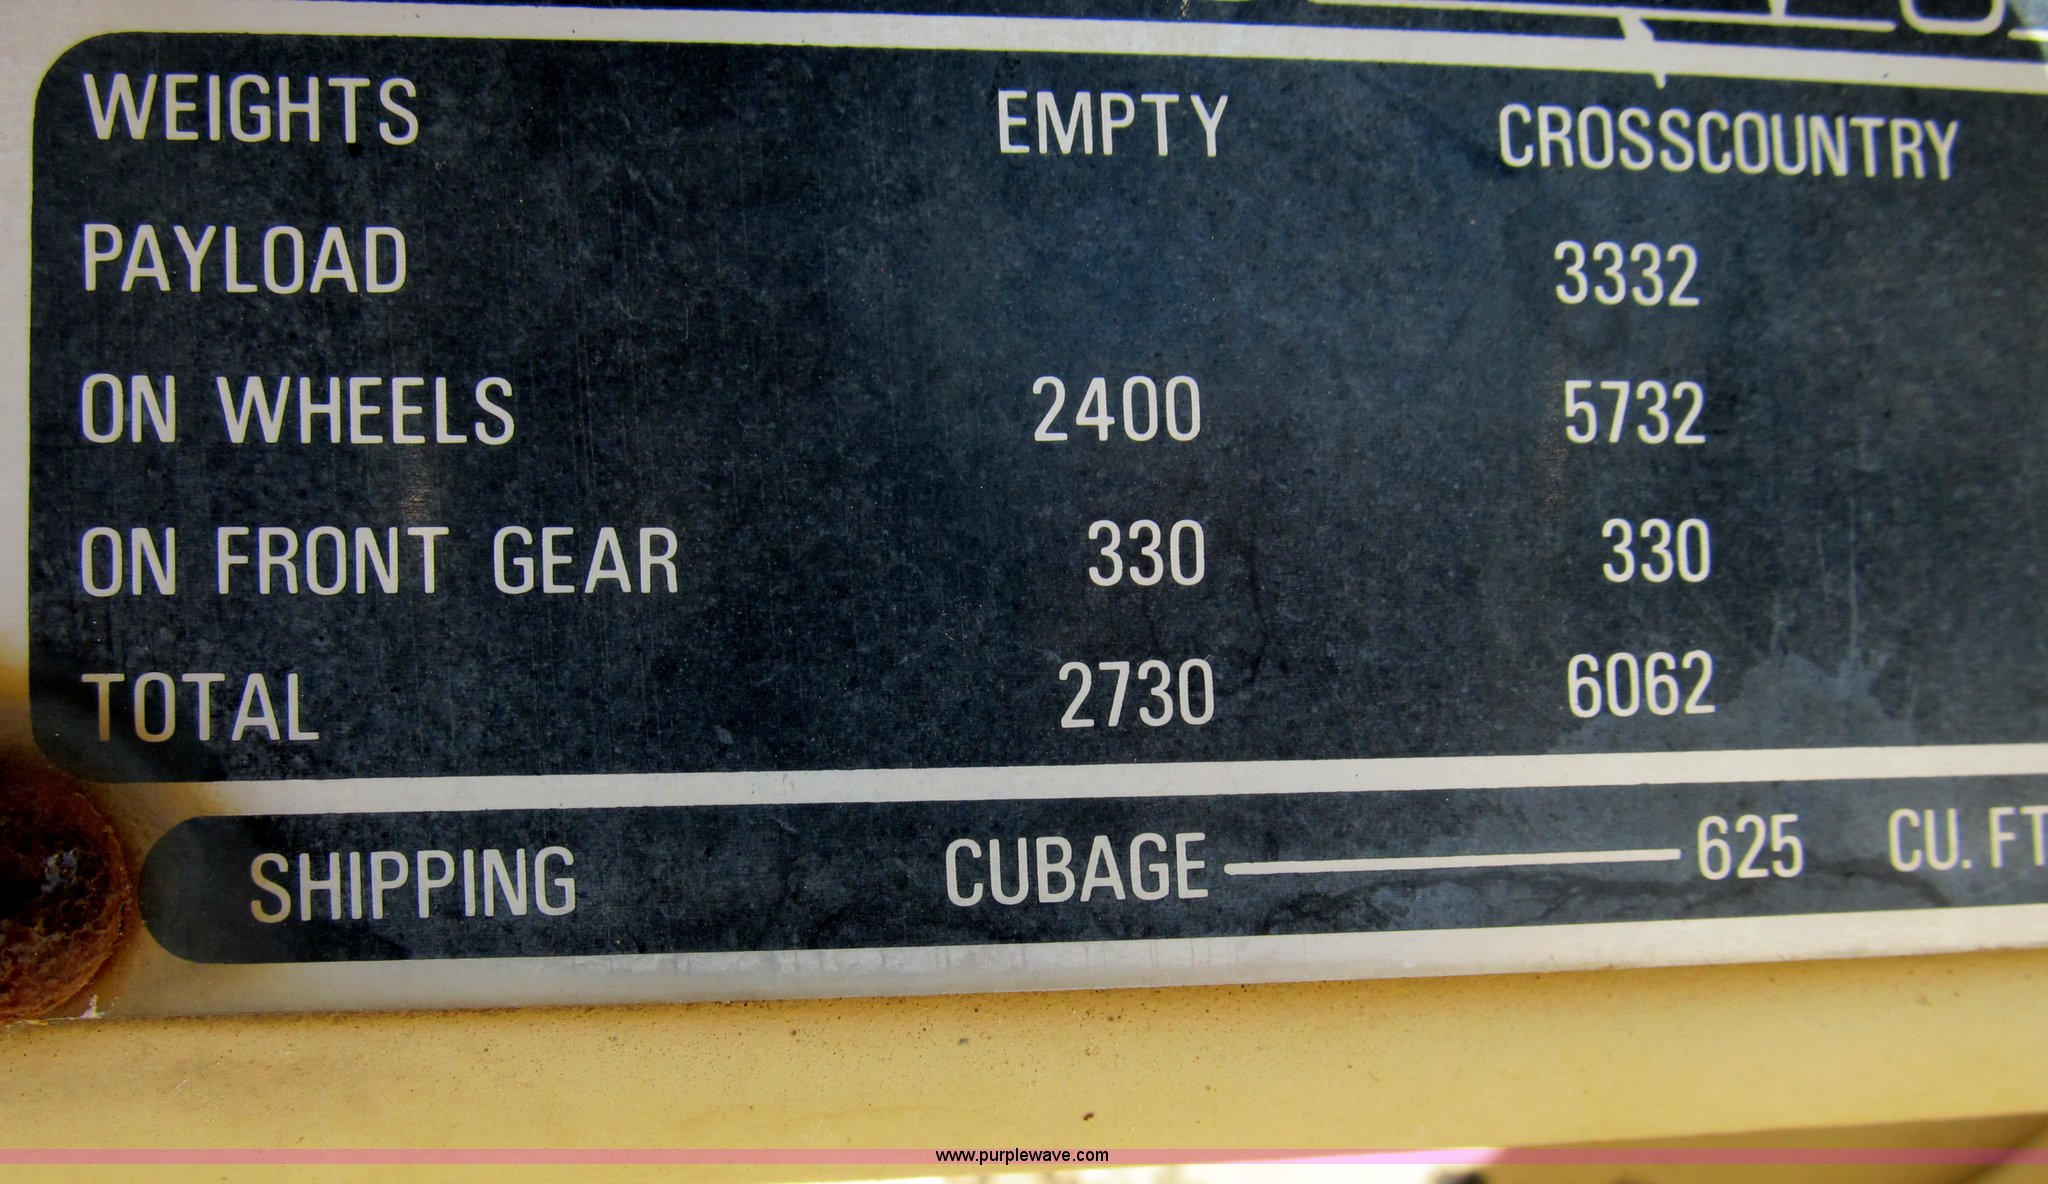 WEIGHTS EMPTY CROSSCOUNTRY
PAYLOAD 3332
ON WHEELS 2400 5732
ON FRONT GEAR 330 330
TOTAL 2730 6062
SHIPPING CUBAGE 625 CU. FT
www.purplewave.com